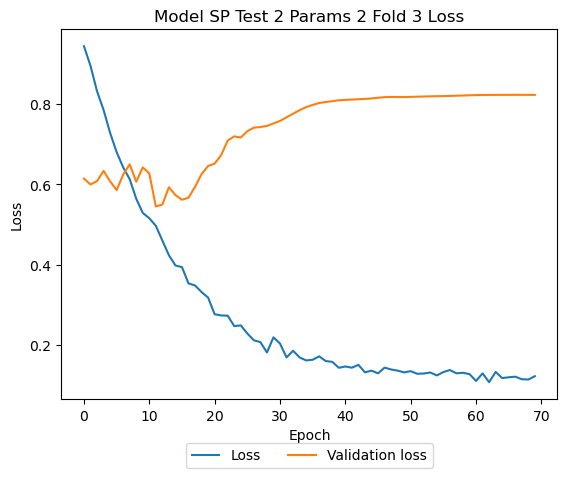 Model SP Test 2 Params 2 Fold 3 Loss
0.8
0.6
0.4
0.2
Loss
0 10 20 30 40 50 60 70
Epoch
Loss Validation loss